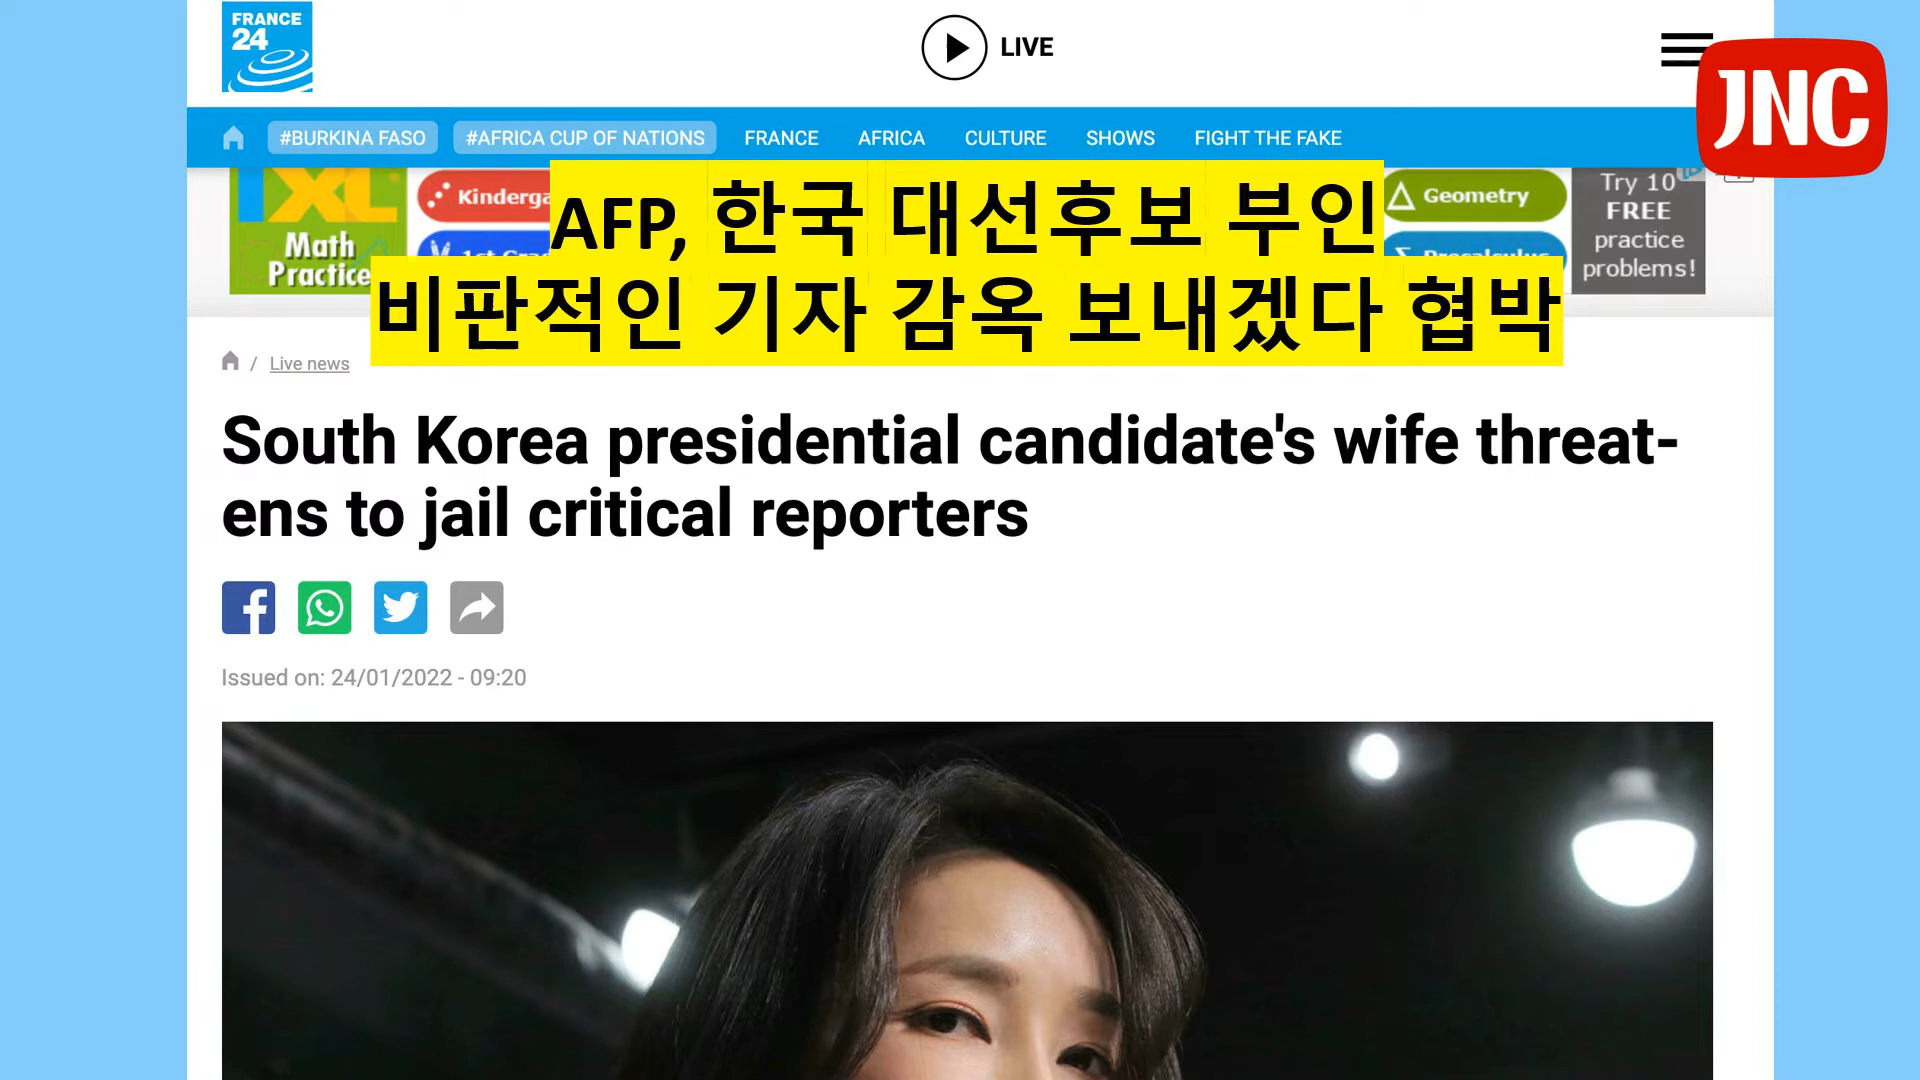 FRANCE
24
LIVE
JNC
#BURKINA FASO
#AFRICA CUP OF NATIONS
FRANCE
AFRICA
CULTURE
SHOWS
FIGHT THE FAKE
IXL
Math
Practice
AFP, 한국 대선후보 부인
비판적인 기자 감옥 보내겠다 협박
Geometry
Try 10
FREE
practice
problems!
/ Live news
South Korea presidential candidate's wife threat-
ens to jail critical reporters
Issued on: 24/01/2022 - 09:20